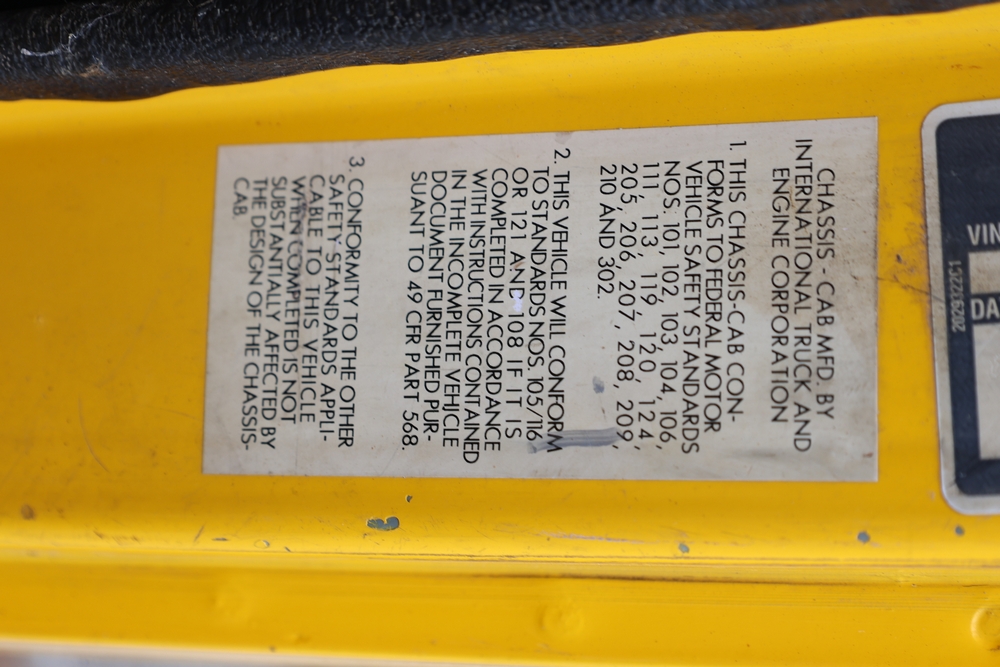 CHASSIS - CAB MFD. BY
INTERNATIONAL TRUCK AND
ENGINE CORPORATION
1. THIS CHASSIS-CAB CON-
FORMS TO FEDERAL MOTOR
VEHICLE SAFETY STANDARDS
NOS. 101, 102, 103, 104, 106,
111, 113, 119, 120, 124,
205, 206, 207, 208, 209,
210 AND 302.
2. THIS VEHICLE WILL CONFORM
TO STANDARDS NOS. 105/116
OR 121 AND 108 IF IT IS
COMPLETED IN ACCORDANCE
WITH INSTRUCTIONS CONTAINED
IN THE INCOMPLETE VEHICLE
DOCUMENT FURNISHED PUR-
SUANT TO 49 CFR PART 568.
3. CONFORMITY TO THE OTHER
SAFETY STANDARDS APPLI-
CABLE TO THIS VEHICLE
WHEN COMPLETED IS NOT
SUBSTANTIALLY AFFECTED BY
THE DESIGN OF THE CHASSIS-
CAB.
VIN
DA